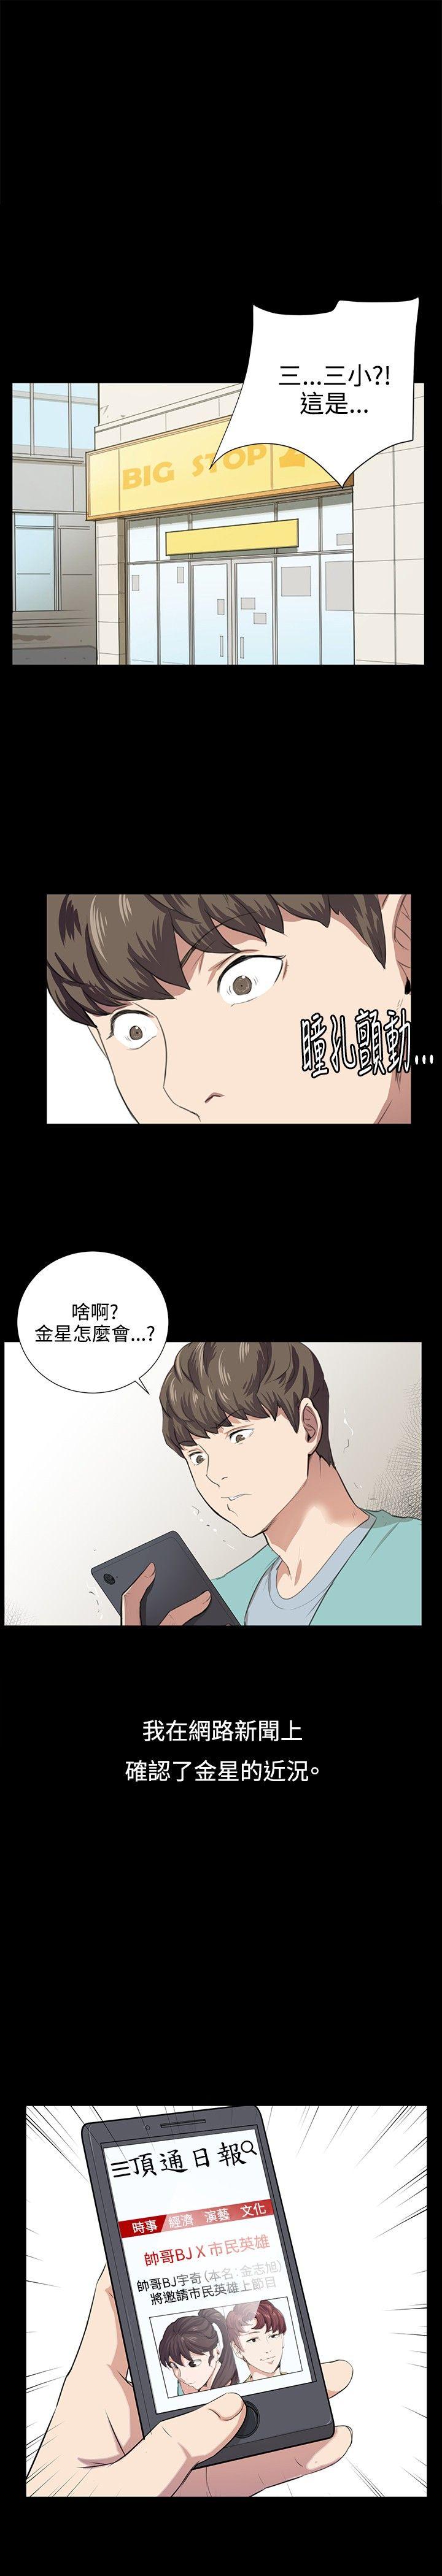 三...三小?!
這是...
BIG STOP
瞳孔顫動...
啥啊?
金星怎麼會...?
我在網路新聞上
確認了金星的近況。
頂通日報
時事 經濟 演藝 文化
帥哥BJ X 市民英雄
帥哥BJ宇奇(本名:金志旭)
將邀請市民英雄上節目